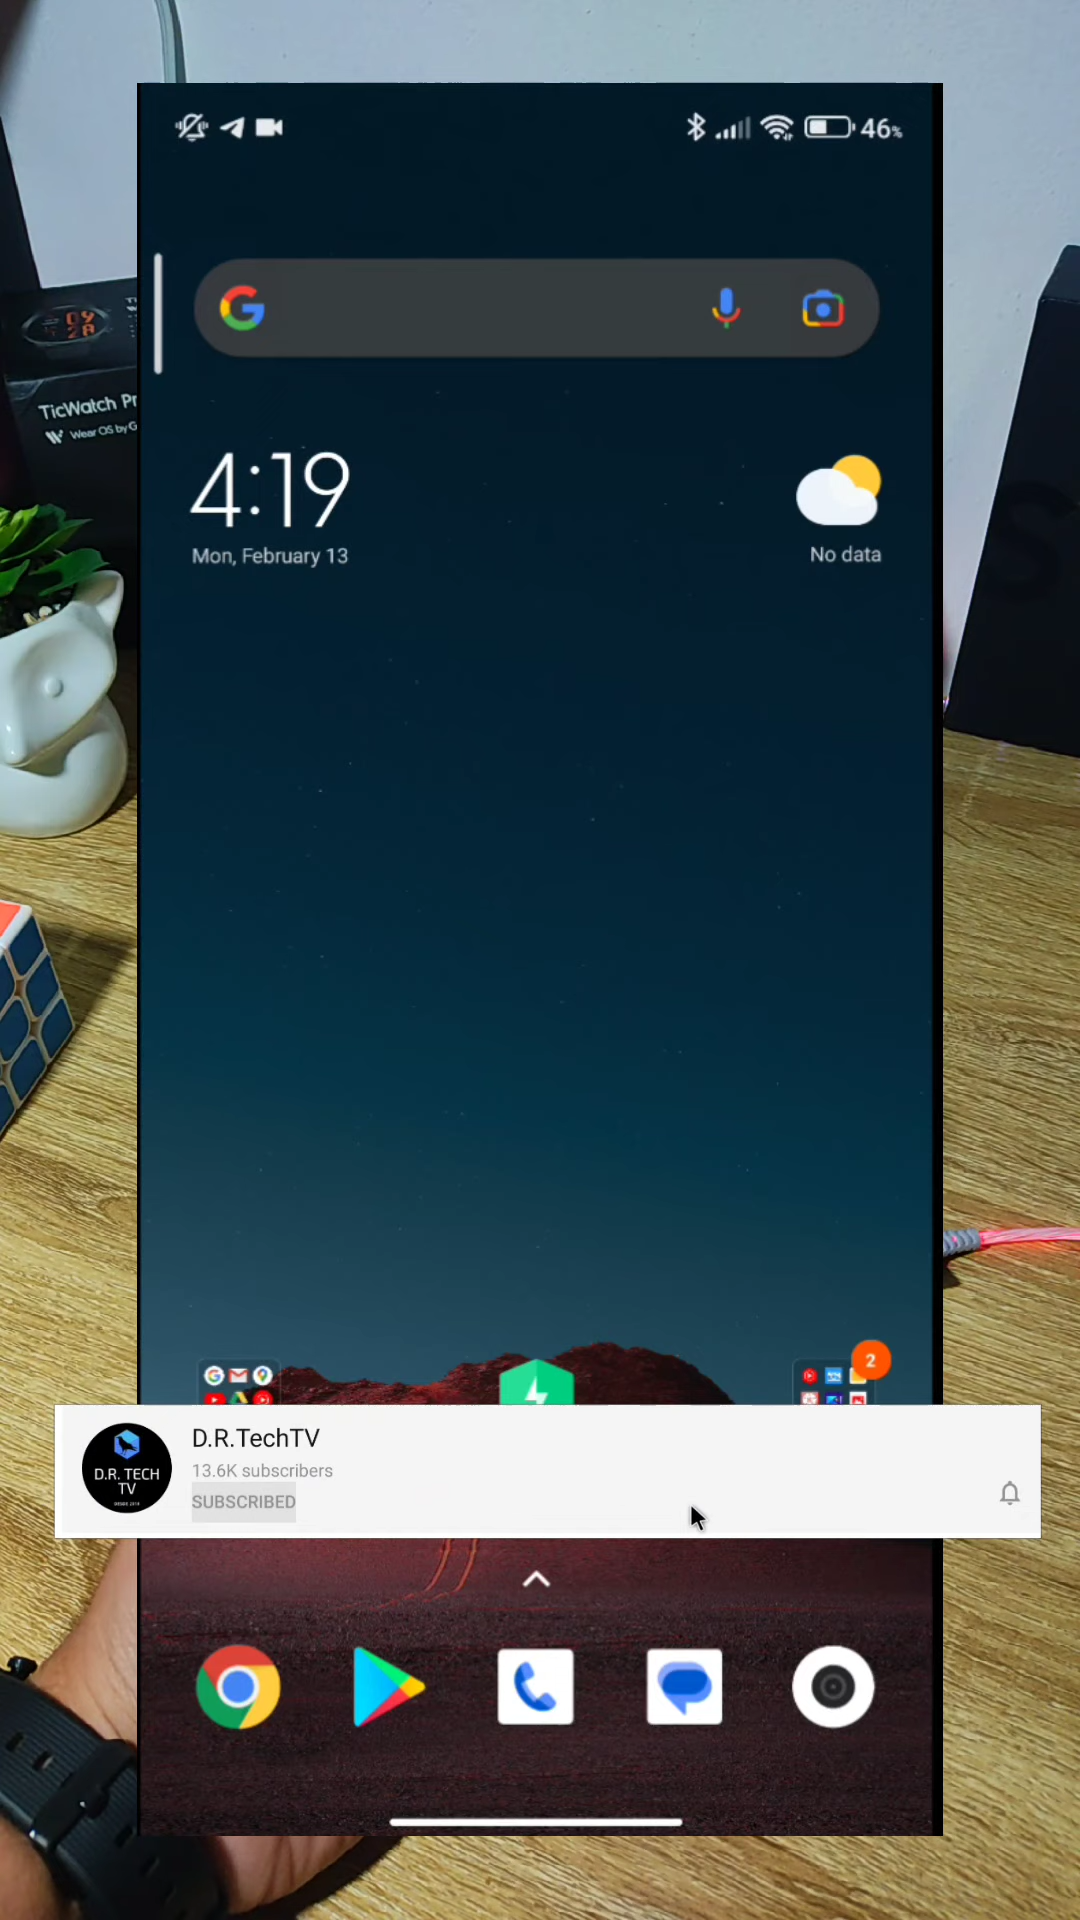 46%
TicWatch Pr
Wear OS by G
4:19
Mon, February 13
No data
2
D.R.TechTV
13.6K subscribers
SUBSCRIBED
D.R. TECH
TV